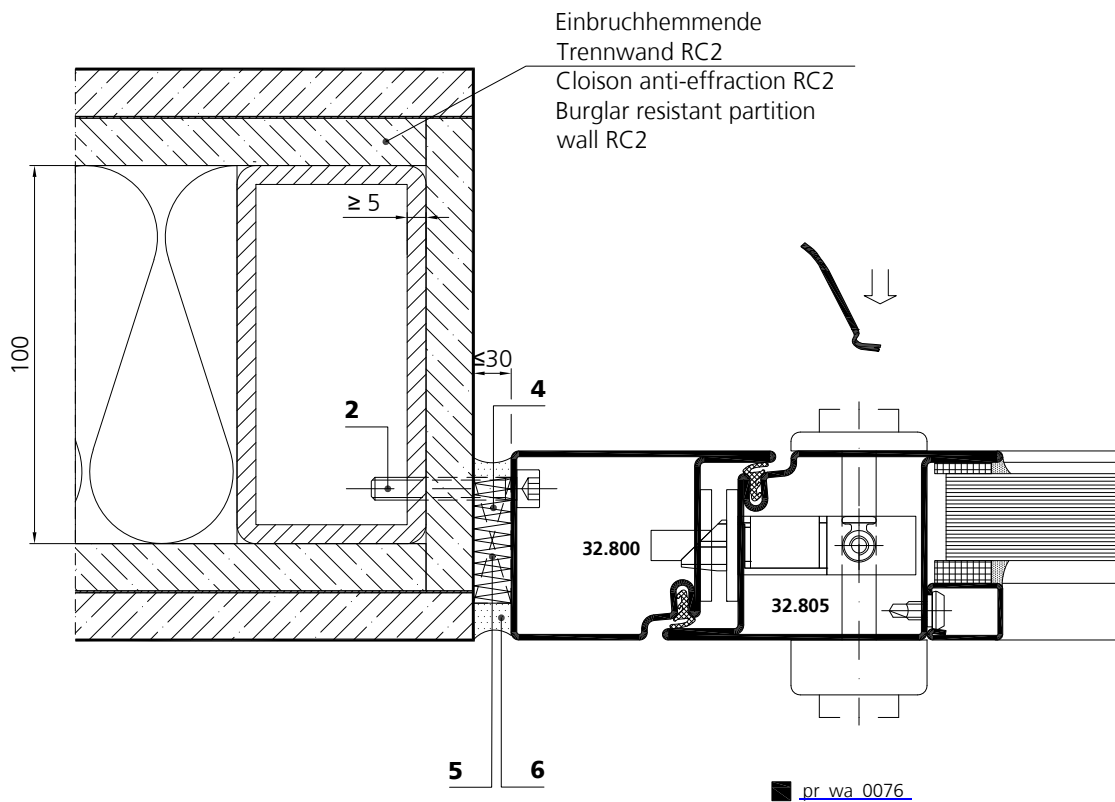 Einbruchhemmende
Trennwand RC2
Cloison anti-effraction RC2
Burglar resistant partition
wall RC2
≥ 5
100
≤30
4
2
32.800
32.805
5
6
pr_wa_0076